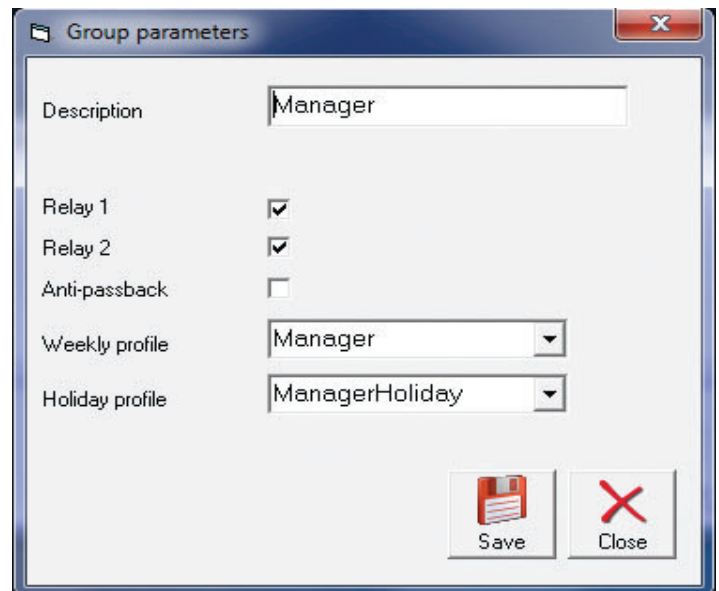 Group parameters
Description Manager
Relay 1
Relay 2
Anti-passback
Weekly profile Manager
Holiday profile ManagerHoliday
Save Close